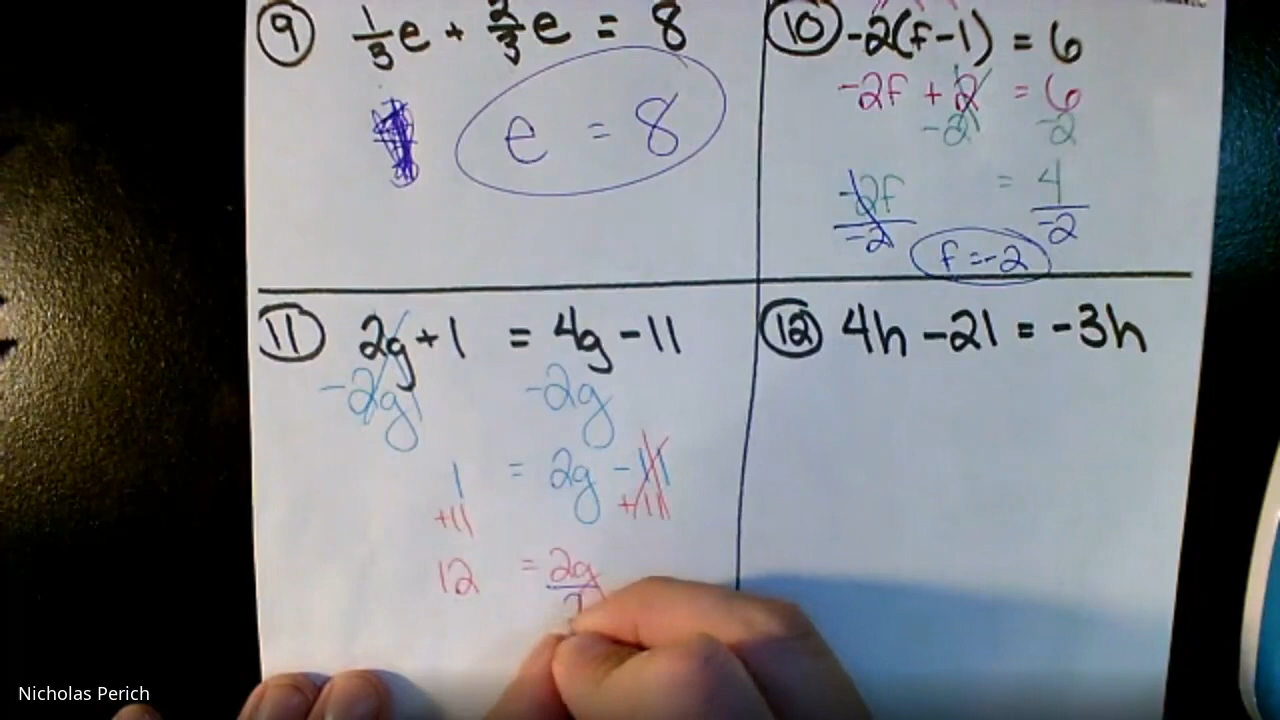 9 1/3e + 2/3e = 8
e = 8
10 -2(f-1) = 6
-2f + 2 = 6
-2 -2
-2f = 4
-2 -2
f = -2
11 2g + 1 = 4g - 11
-2g -2g
1 = 2g - 11
+11 +11
12 = 2g
2
12 4h - 21 = -3h
Nicholas Perich